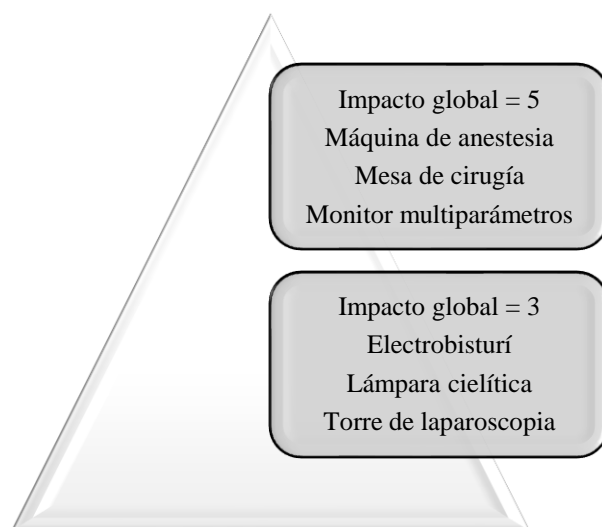 Impacto global = 5
Máquina de anestesia
Mesa de cirugía
Monitor multiparámetros
Impacto global = 3
Electrobisturí
Lámpara cielítica
Torre de laparoscopia